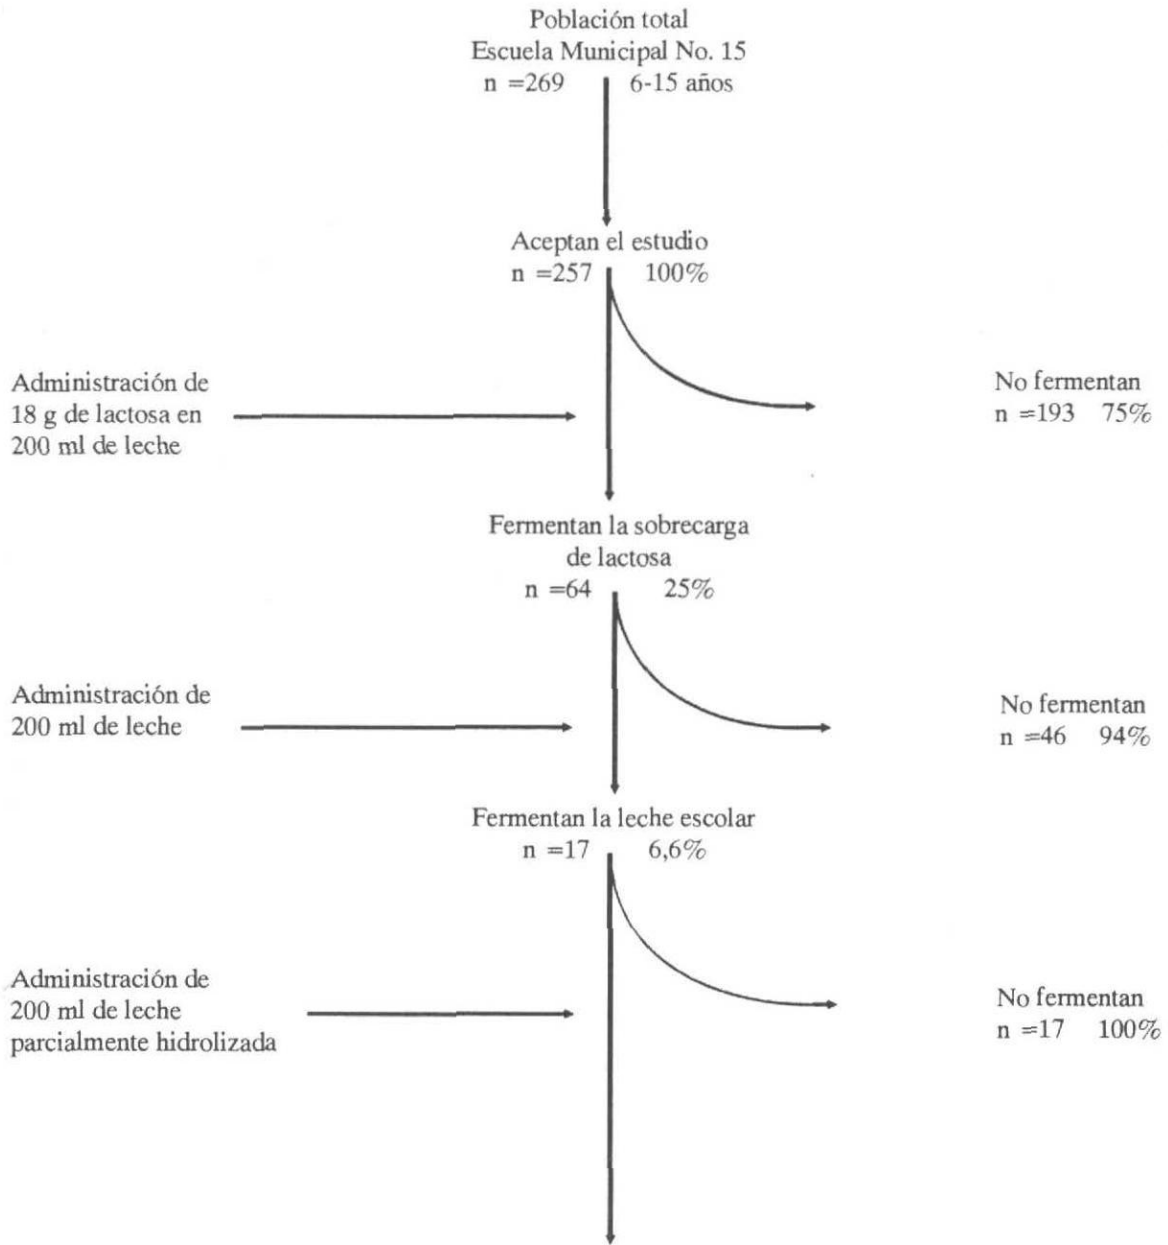 Población total
Escuela Municipal No. 15
n =269 6-15 años
Aceptan el estudio
n =257 100%
Administración de
18 g de lactosa en
200 ml de leche
No fermentan
n =193 75%
Fermentan la sobrecarga
de lactosa
n =64 25%
Administración de
200 ml de leche
No fermentan
n =46 94%
Fermentan la leche escolar
n =17 6,6%
Administración de
200 ml de leche
parcialmente hidrolizada
No fermentan
n =17 100%